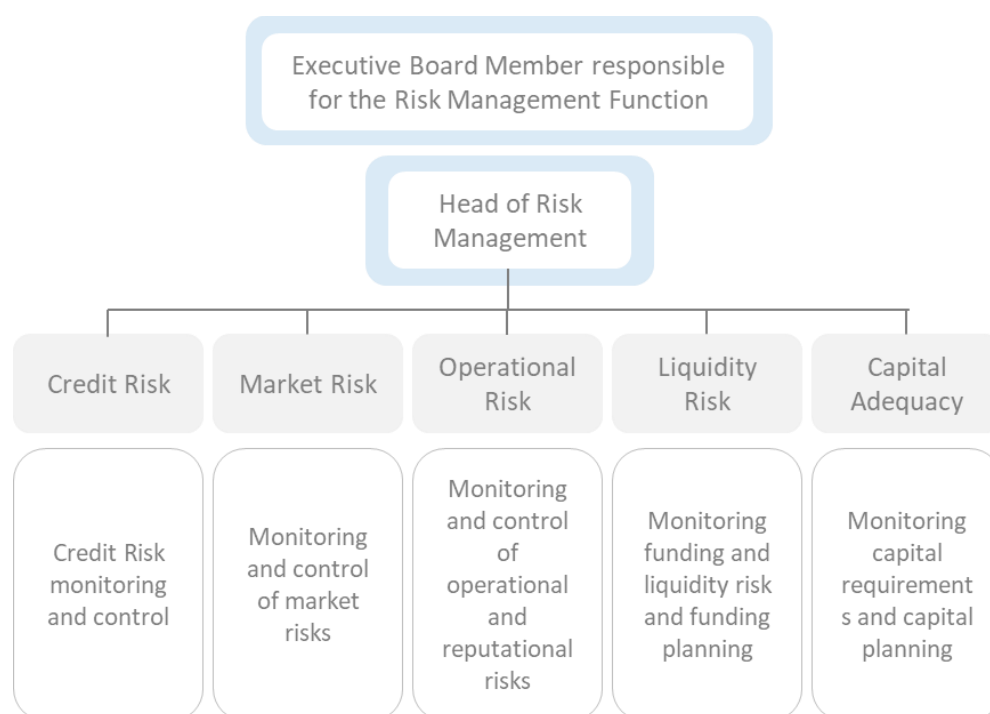 Executive Board Member responsible
for the Risk Management Function
Head of Risk
Management
Credit Risk
Market Risk
Operational
Risk
Liquidity
Risk
Capital
Adequacy
Credit Risk
monitoring
and control
Monitoring
and control
of market
risks
Monitoring
and control
of
operational
and
reputational
risks
Monitoring
funding and
liquidity risk
and funding
planning
Monitoring
capital
requirement
s and capital
planning